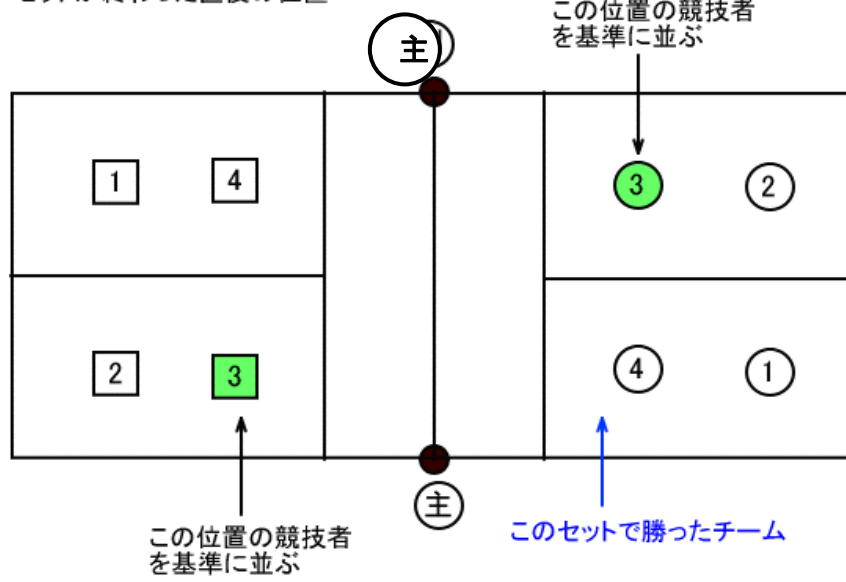 この位置の競技者
を基準に並ぶ
主
1
4
3
2
2
3
4
1
主
このセットで勝ったチーム
この位置の競技者
を基準に並ぶ